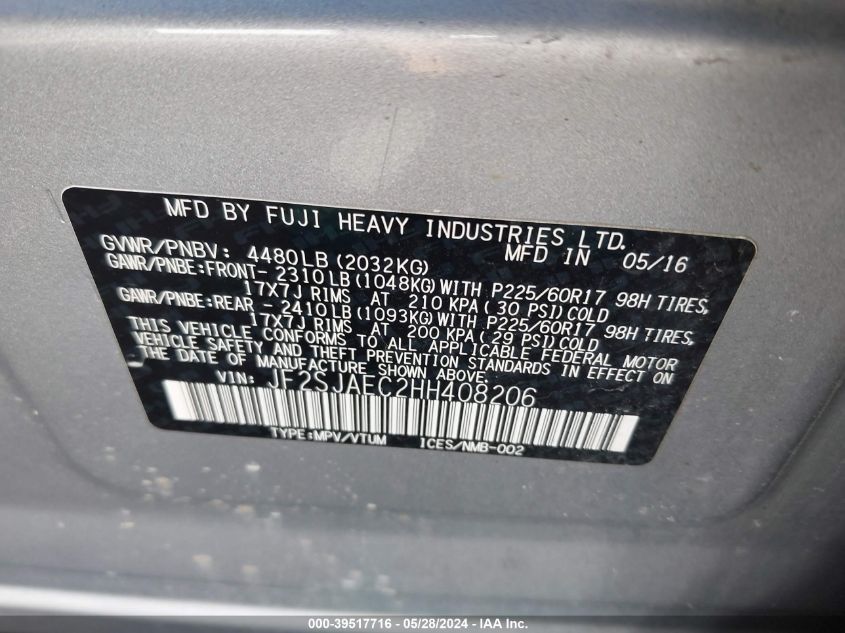 MFD BY FUJI HEAVY INDUSTRIES LTD.
GVWR/PNBV: 4480LB(2032KG) MFD IN 05/16
GAWR/PNBE:FRONT- 2310LB(1048KG)WITH P225/60R17 98H TIRES,
17X7J RIMS AT 210 KPA(30 PSI)COLD
GAWR/PNBE:REAR - 2410LB(1093KG)WITH P225/60R17 98H TIRES,
17X7J RIMS AT 200 KPA(29 PSI)COLD
THIS VEHICLE CONFORMS TO ALL APPLICABLE FEDERAL MOTOR
VEHICLE SAFETY AND THEFT PREVENTION STANDARDS IN EFFECT ON
THE DATE OF MANUFACTURE SHOWN ABOVE.
VIN: JF2SJAEC2HH408206
TYPE:MPV/VTUM ICES/NMB-002
000-39517716 - 05/28/2024 - IAA Inc.